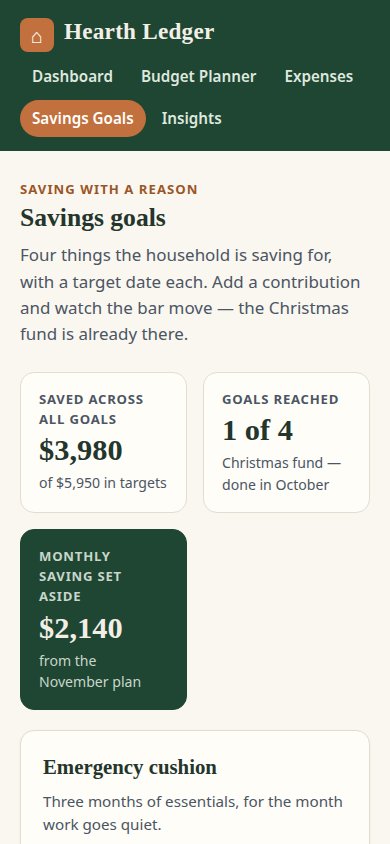 Hearth Ledger
Dashboard Budget Planner Expenses
Savings Goals Insights
SAVING WITH A REASON
Savings goals
Four things the household is saving for,
with a target date each. Add a contribution
and watch the bar move — the Christmas
fund is already there.
SAVED ACROSS
ALL GOALS
$3,980
of $5,950 in targets
GOALS REACHED
1 of 4
Christmas fund —
done in October
MONTHLY
SAVING SET
ASIDE
$2,140
from the
November plan
Emergency cushion
Three months of essentials, for the month
work goes quiet.